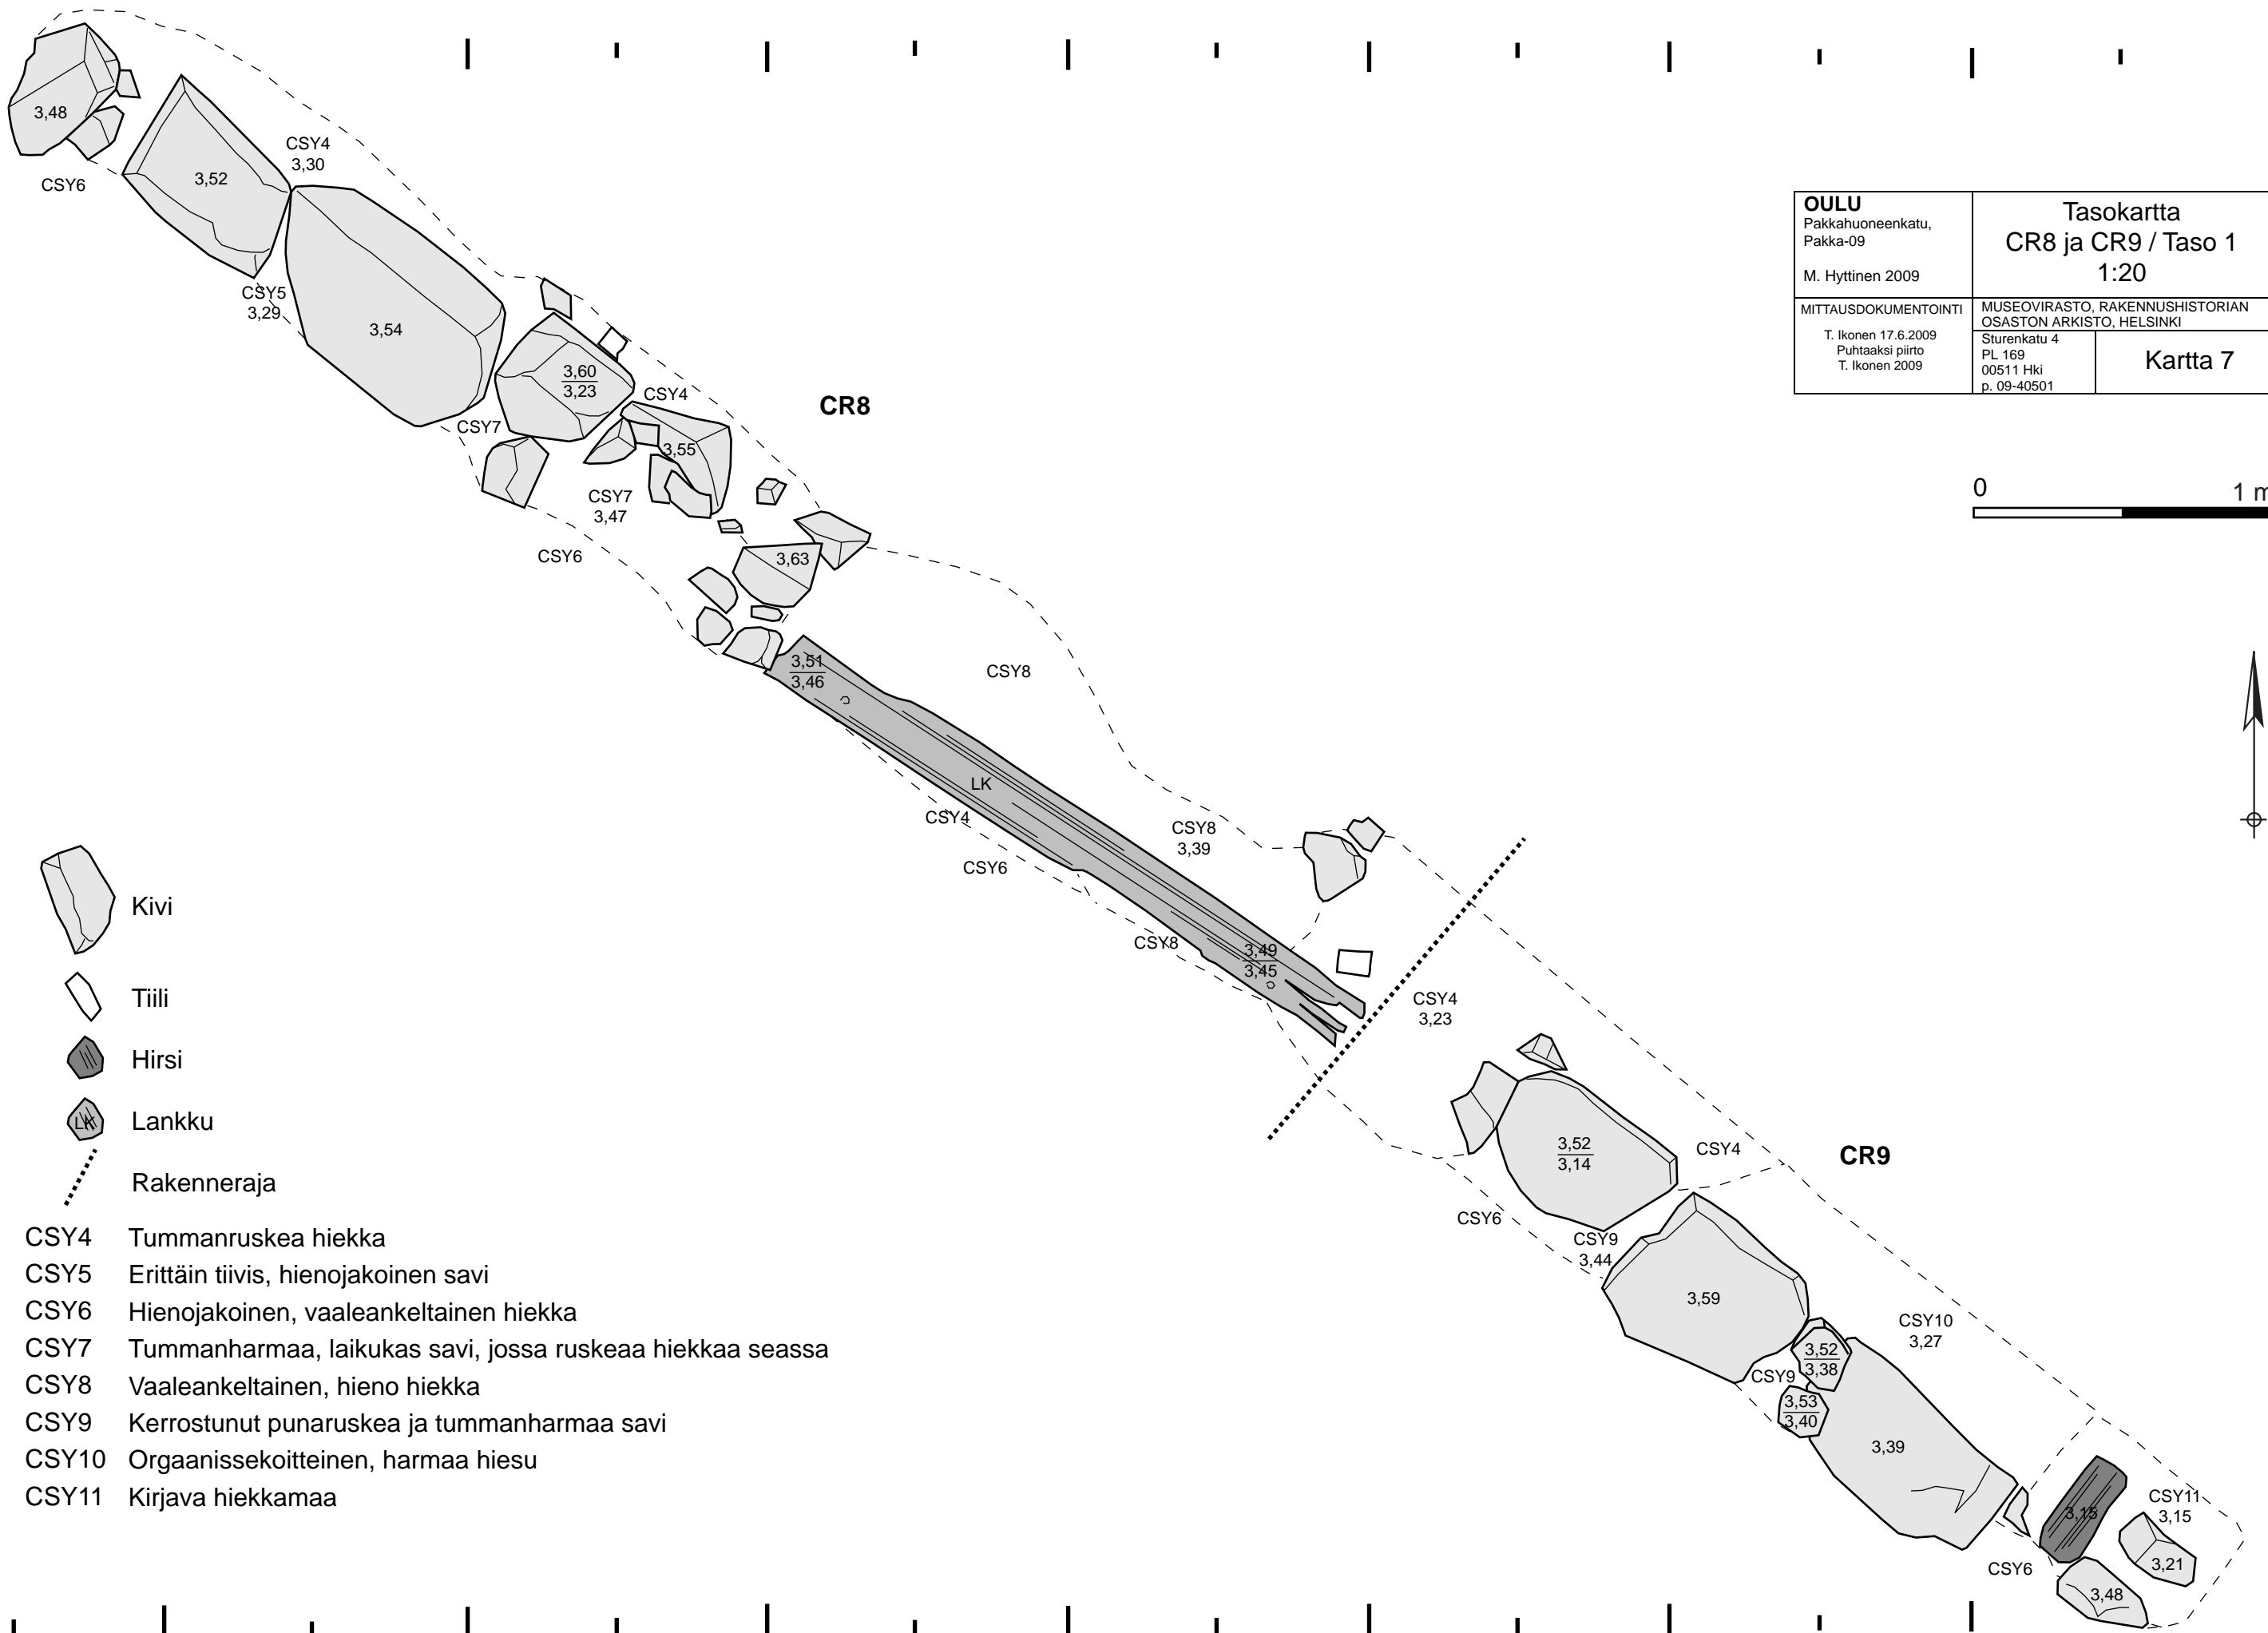 3,48
CSY6
3,52
CSY4
3,30
CSY5
3,29
3,54
3,60
3,23
CSY4
CSY7
3,55
CSY7
3,47
CSY6
3,63
CR8
OULU
Pakkahuoneenkatu,
Pakka-09
M. Hyttinen 2009
Tasokartta
CR8 ja CR9 / Taso 1
1:20
MITTAUSDOKUMENTOINTI
T. Ikonen 17.6.2009
Puhtaaksi piirto
T. Ikonen 2009
MUSEOVIRASTO, RAKENNUSHISTORIAN
OSASTON ARKISTO, HELSINKI
Sturenkatu 4
PL 169
00511 Hki
p. 09-40501
Kartta 7
0 1 m
3,51
3,46
CSY8
LK
CSY4
CSY6
CSY8
3,39
CSY8
3,49
3,45
CSY4
3,23
3,52
3,14
CSY4
CR9
CSY6
CSY9
3,44
3,59
CSY10
3,27
3,52
3,38
CSY9
3,53
3,40
3,39
3,15
CSY11
3,15
3,21
CSY6
3,48
Kivi
Tiili
Hirsi
LK Lankku
Rakenneraja
CSY4 Tummanruskea hiekka
CSY5 Erittäin tiivis, hienojakoinen savi
CSY6 Hienojakoinen, vaaleankeltainen hiekka
CSY7 Tummanharmaa, laikukas savi, jossa ruskeaa hiekkaa seassa
CSY8 Vaaleankeltainen, hieno hiekka
CSY9 Kerrostunut punaruskea ja tummanharmaa savi
CSY10 Orgaanissekoitteinen, harmaa hiesu
CSY11 Kirjava hiekkamaa